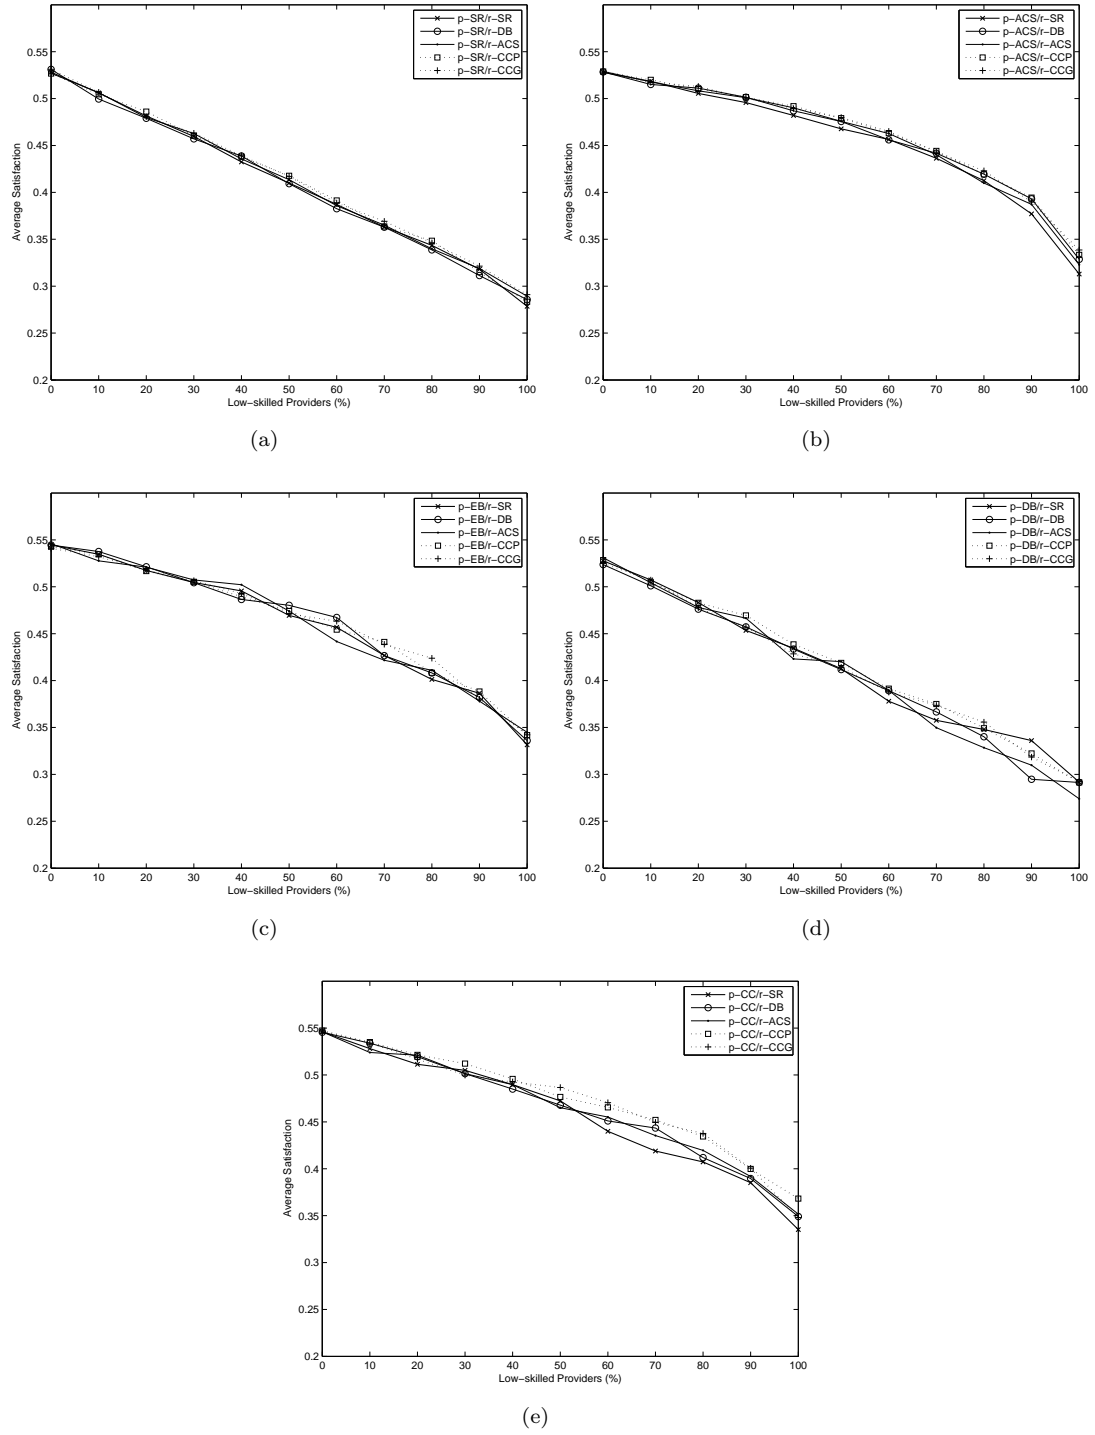 p−SR/r−SR
p−SR/r−DB
p−SR/r−ACS
p−SR/r−CCP
p−SR/r−CCG
0.55
0.5
0.45
0.4
0.35
0.3
0.25
0.2
Average Satisfaction
0 10 20 30 40 50 60 70 80 90 100
Low−skilled Providers (%)
(a)
p−ACS/r−SR
p−ACS/r−DB
p−ACS/r−ACS
p−ACS/r−CCP
p−ACS/r−CCG
0.55
0.5
0.45
0.4
0.35
0.3
0.25
0.2
Average Satisfaction
0 10 20 30 40 50 60 70 80 90 100
Low−skilled Providers (%)
(b)
p−EB/r−SR
p−EB/r−DB
p−EB/r−ACS
p−EB/r−CCP
p−EB/r−CCG
0.55
0.5
0.45
0.4
0.35
0.3
0.25
0.2
Average Satisfaction
0 10 20 30 40 50 60 70 80 90 100
Low−skilled Providers (%)
(c)
p−DB/r−SR
p−DB/r−DB
p−DB/r−ACS
p−DB/r−CCP
p−DB/r−CCG
0.55
0.5
0.45
0.4
0.35
0.3
0.25
0.2
Average Satisfaction
0 10 20 30 40 50 60 70 80 90 100
Low−skilled Providers (%)
(d)
p−CC/r−SR
p−CC/r−DB
p−CC/r−ACS
p−CC/r−CCP
p−CC/r−CCG
0.55
0.5
0.45
0.4
0.35
0.3
0.25
0.2
Average Satisfaction
0 10 20 30 40 50 60 70 80 90 100
Low−skilled Providers (%)
(e)